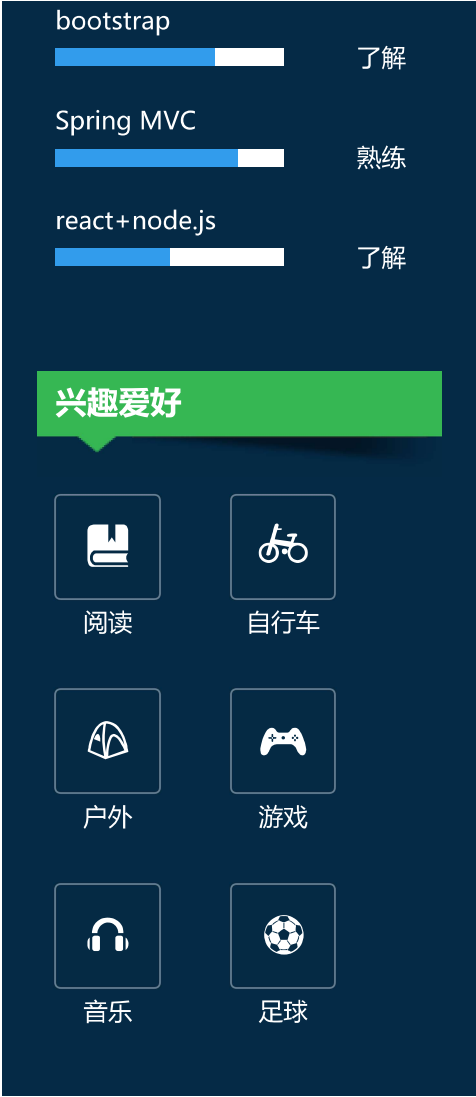 bootstrap
了解
Spring MVC
熟练
react+node.js
了解
兴趣爱好
阅读 自行车
户外 游戏
音乐 足球